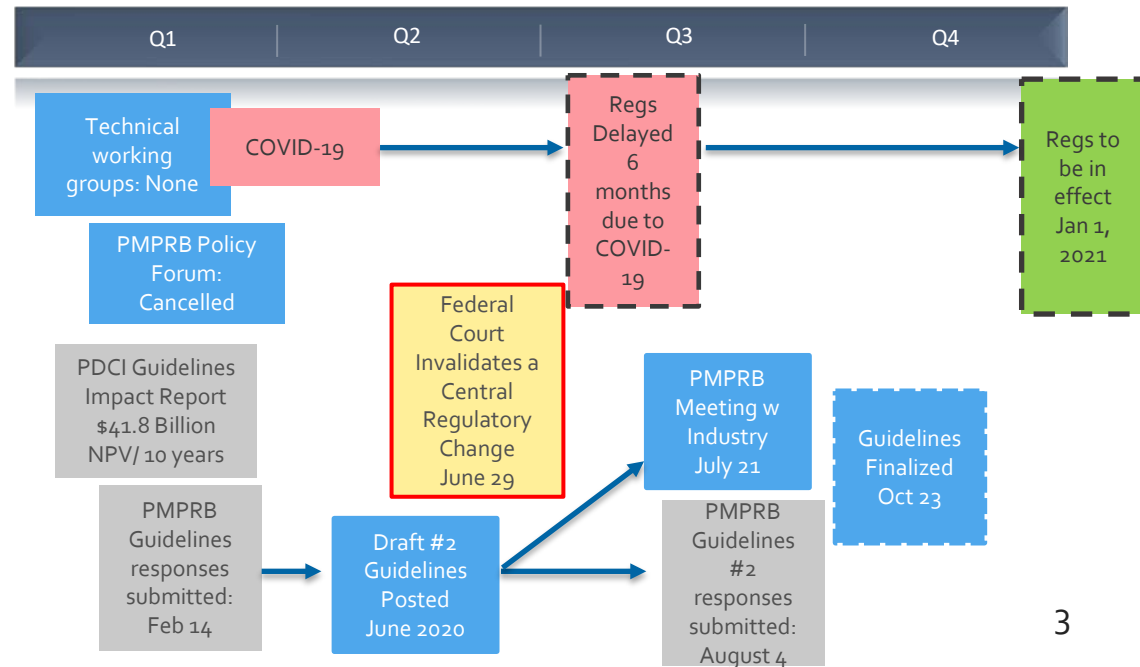 Q1
Q2
Q3
Q4
Technical
working
groups: None
COVID-19
Regs
Delayed
6
months
due to
COVID-
19
Regs to
be in
effect
Jan 1,
2021
PMPRB Policy
Forum:
Cancelled
Federal
Court
Invalidates a
Central
Regulatory
Change
June 29
PDCI Guidelines
Impact Report
$41.8 Billion
NPV/ 10 years
PMPRB
Meeting w
Industry
July 21
Guidelines
Finalized
Oct 23
PMPRB
Guidelines
responses
submitted:
Feb 14
Draft #2
Guidelines
Posted
June 2020
PMPRB
Guidelines
#2
responses
submitted:
August 4
3